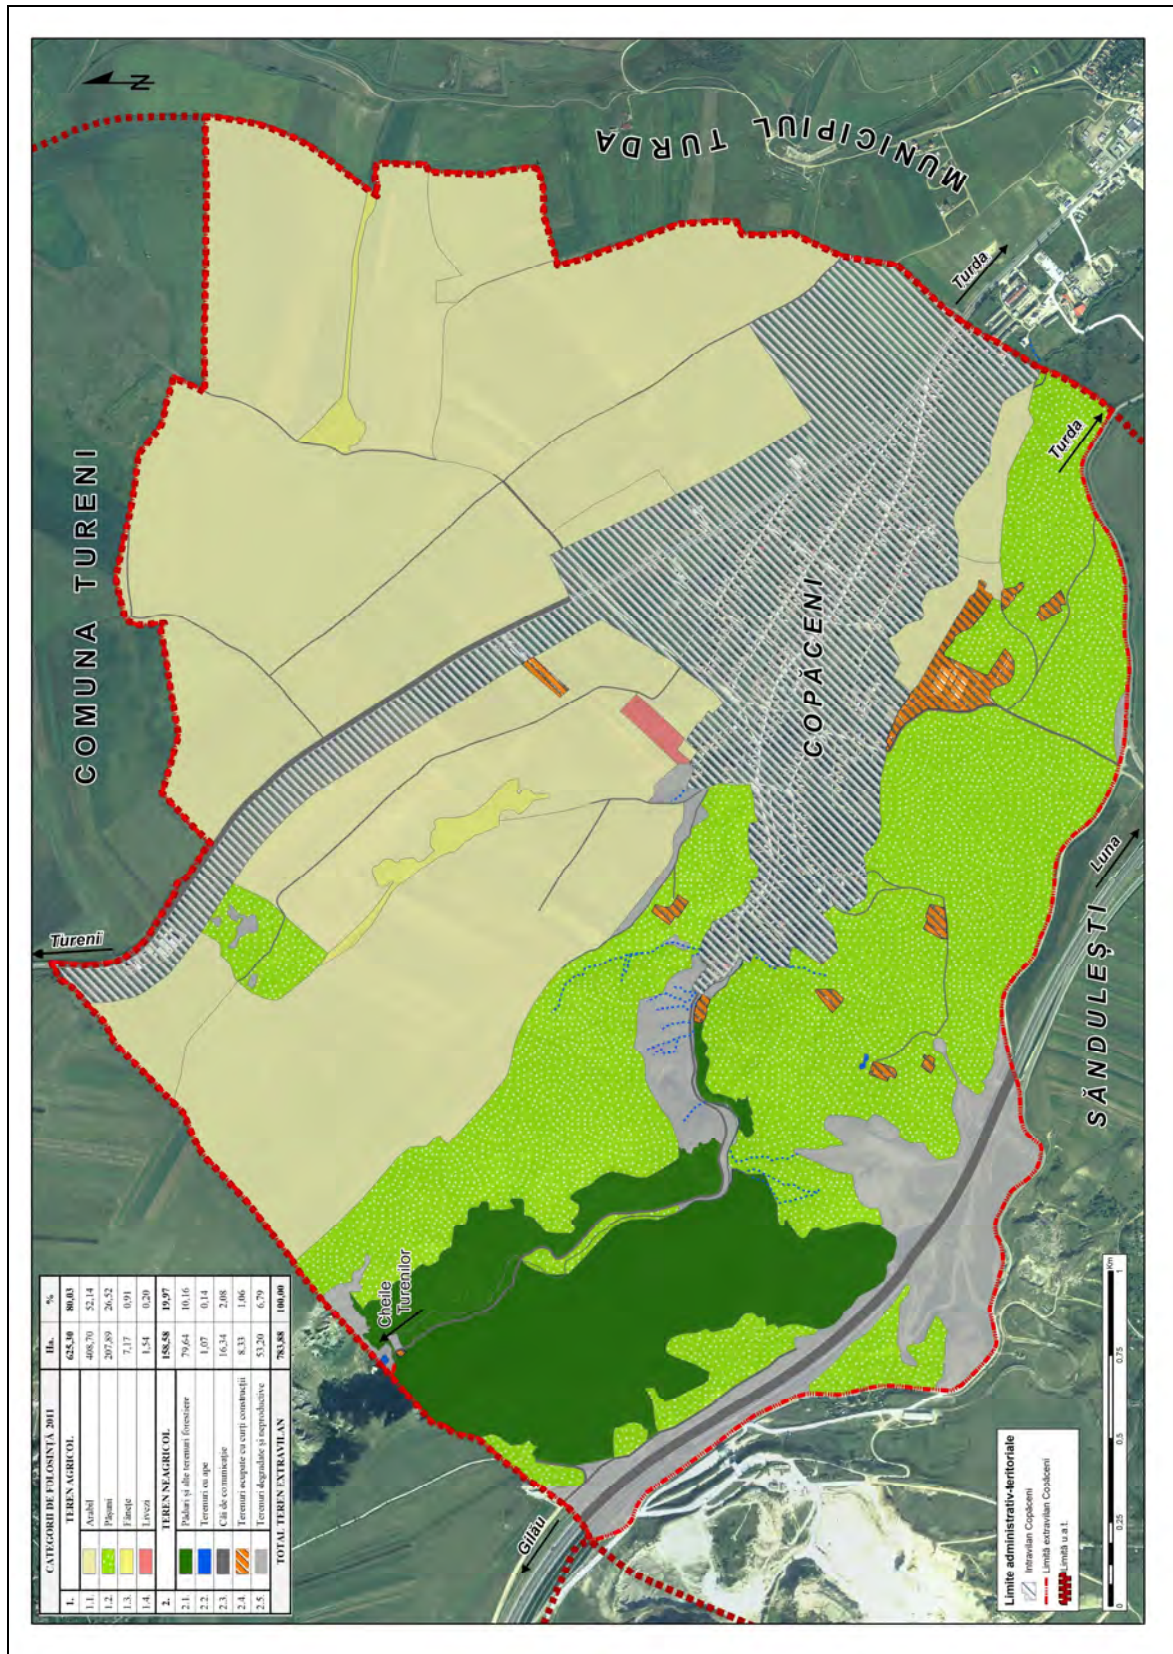 CATEGORII DE FOLOSINȚĂ 2011 Ha. %
1. TEREN AGRICOL 625,30 80,03
1.1. Arabil 408,70 52,14
1.2. Pășuni 207,89 26,52
1.3. Fânețe 7,17 0,91
1.4. Livezi 1,54 0,20
2. TEREN NEAGRICOL 158,58 19,97
2.1. Păduri și alte terenuri forestiere 79,64 10,16
2.2. Terenuri cu ape 1,07 0,14
2.3. Căi de comunicație 16,34 2,08
2.4. Terenuri ocupate cu curți construcții 8,33 1,06
2.5. Terenuri degradate și neproductive 53,20 6,79
TOTAL TEREN EXTRAVILAN 783,88 100,00
COMUNA TURENI
N
MUNICIPIUL TURDA
Tureni
Turda
Turda
COPĂCENI
Cheile
Turenilor
Gilău
Luna
SĂNDULEȘTI
Limite administrativ-teritoriale
Intravilan Copăceni
Limită extravilan Copăceni
Limită u.a.t.
0 0,25 0,5 0,75 1
Km